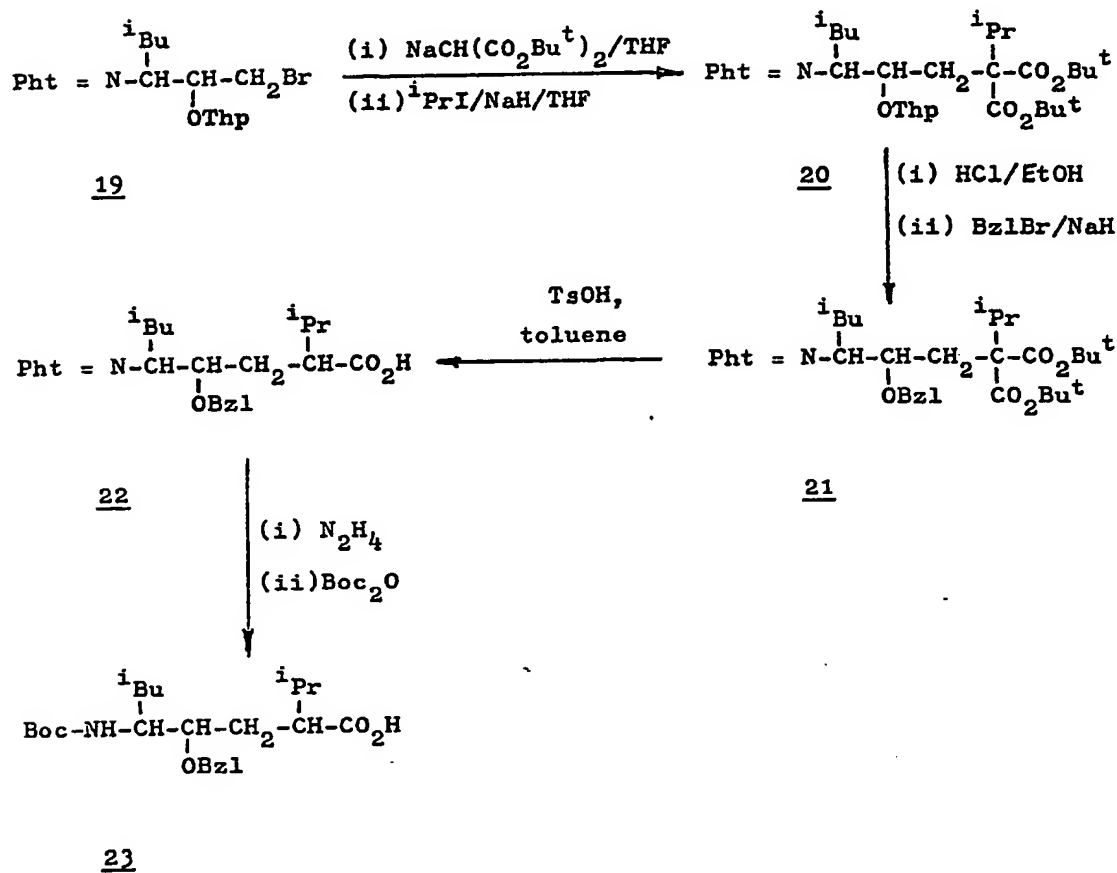 iBu
Pht = N-CH-CH-CH2Br
OThp
19
(i) NaCH(CO2But)2/THF
(ii)iPrI/NaH/THF
iBu iPr
Pht = N-CH-CH-CH2-C-CO2But
OThp CO2But
20
(i) HCl/EtOH
(ii) BzlBr/NaH
iBu iPr
Pht = N-CH-CH-CH2-C-CO2But
OBzl CO2But
21
TsOH,
toluene
iBu iPr
Pht = N-CH-CH-CH2-CH-CO2H
OBzl
22
(i) N2H4
(ii)Boc2O
iBu iPr
Boc-NH-CH-CH-CH2-CH-CO2H
OBzl
23